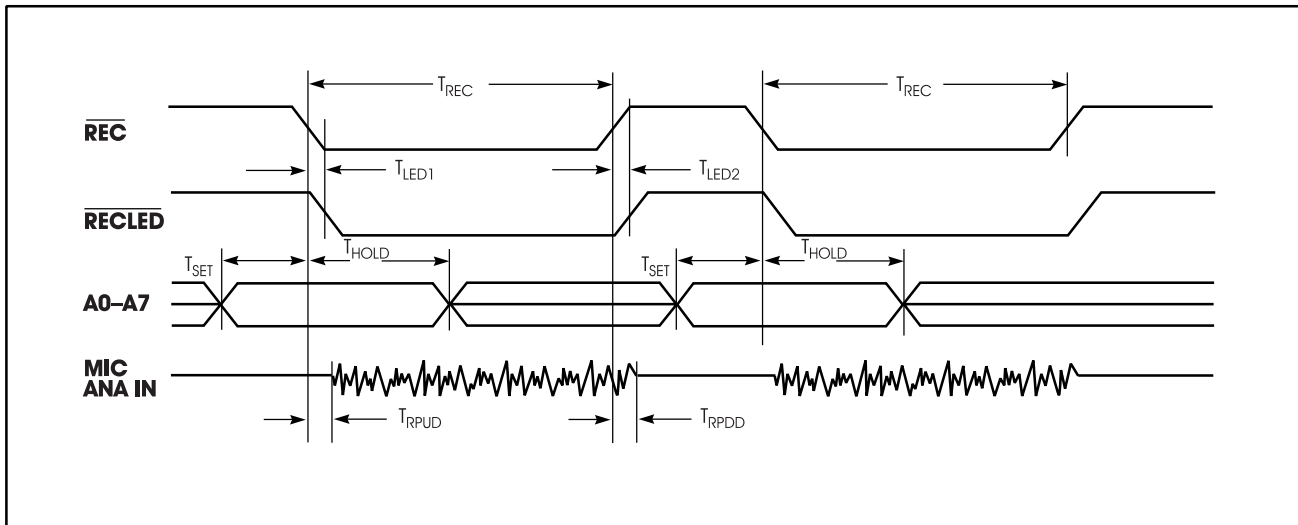 T_REC T_REC
REC
T_LED1 T_LED2
RECLED
T_SET T_HOLD T_SET T_HOLD
A0–A7
MIC
ANA IN
T_RPUD T_RPDD